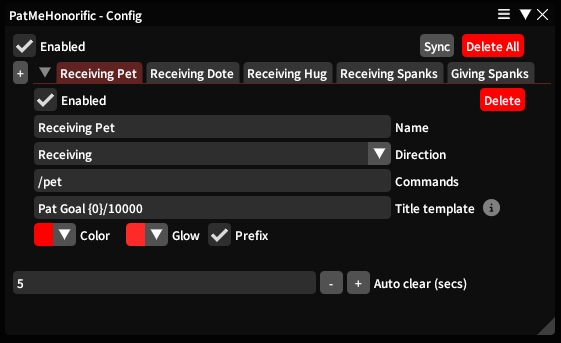 PatMeHonorific - Config
Enabled Sync Delete All
+ Receiving Pet Receiving Dote Receiving Hug Receiving Spanks Giving Spanks
Enabled Delete
Receiving Pet Name
Receiving Direction
/pet Commands
Pat Goal {0}/10000 Title template i
Color Glow Prefix
5 - + Auto clear (secs)